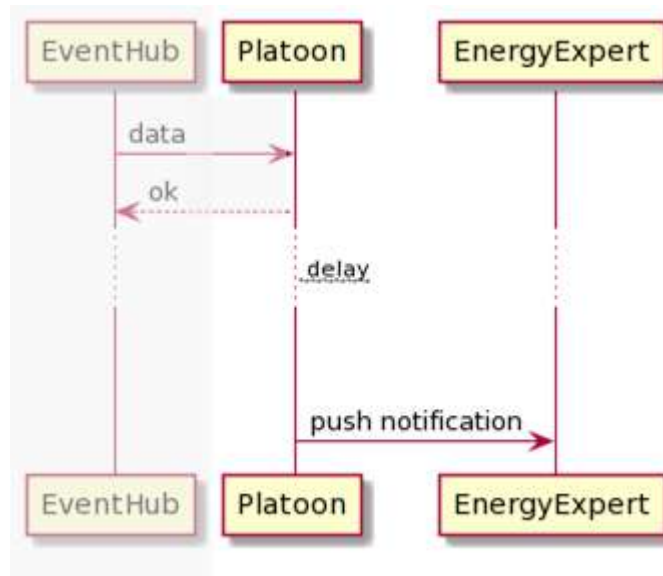 EventHub Platoon EnergyExpert
data
ok
delay
push notification
EventHub Platoon EnergyExpert